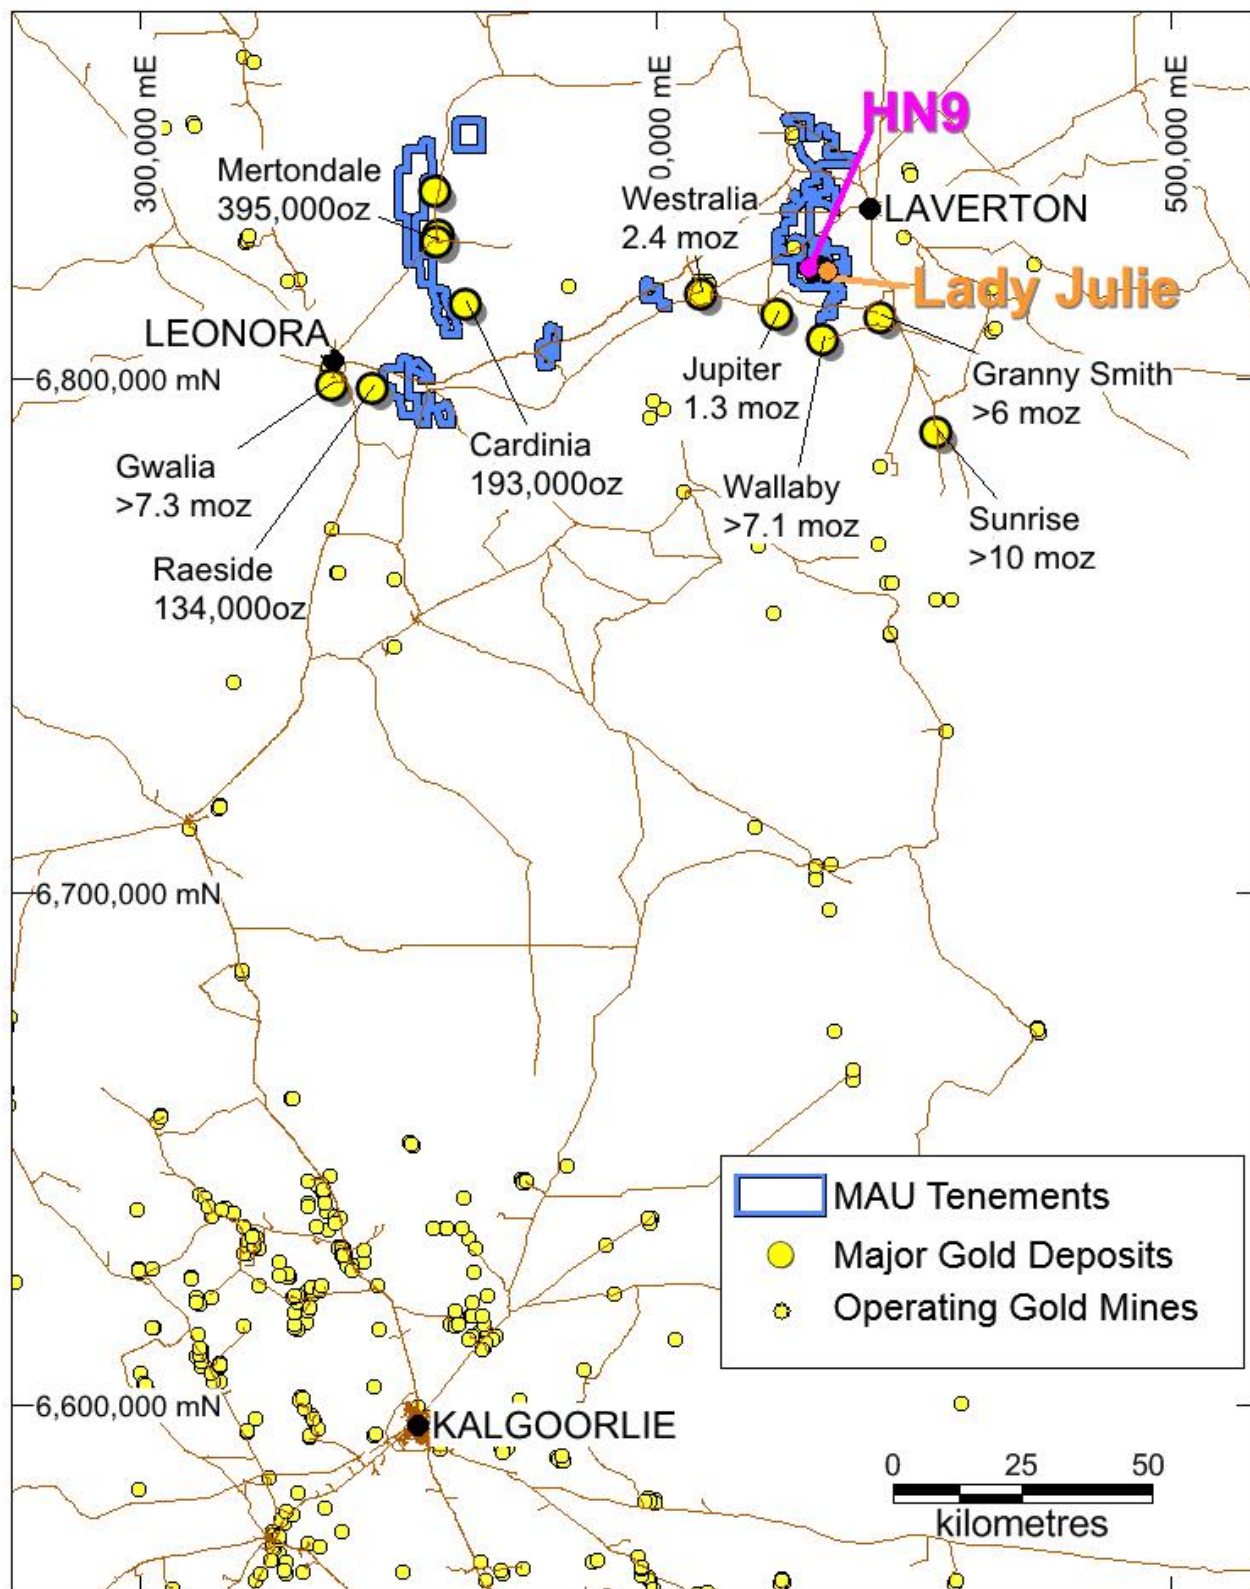 300,000 mE
0,000 mE
500,000 mE
HN9
Mertondale
395,000oz
Westralia
2.4 moz
LAVERTON
Lady Julie
LEONORA
6,800,000 mN
Jupiter
1.3 moz
Granny Smith
>6 moz
Gwalia
>7.3 moz
Cardinia
193,000oz
Wallaby
>7.1 moz
Sunrise
>10 moz
Raeside
134,000oz
6,700,000 mN
MAU Tenements
Major Gold Deposits
Operating Gold Mines
6,600,000 mN
KALGOORLIE
0 25 50
kilometres